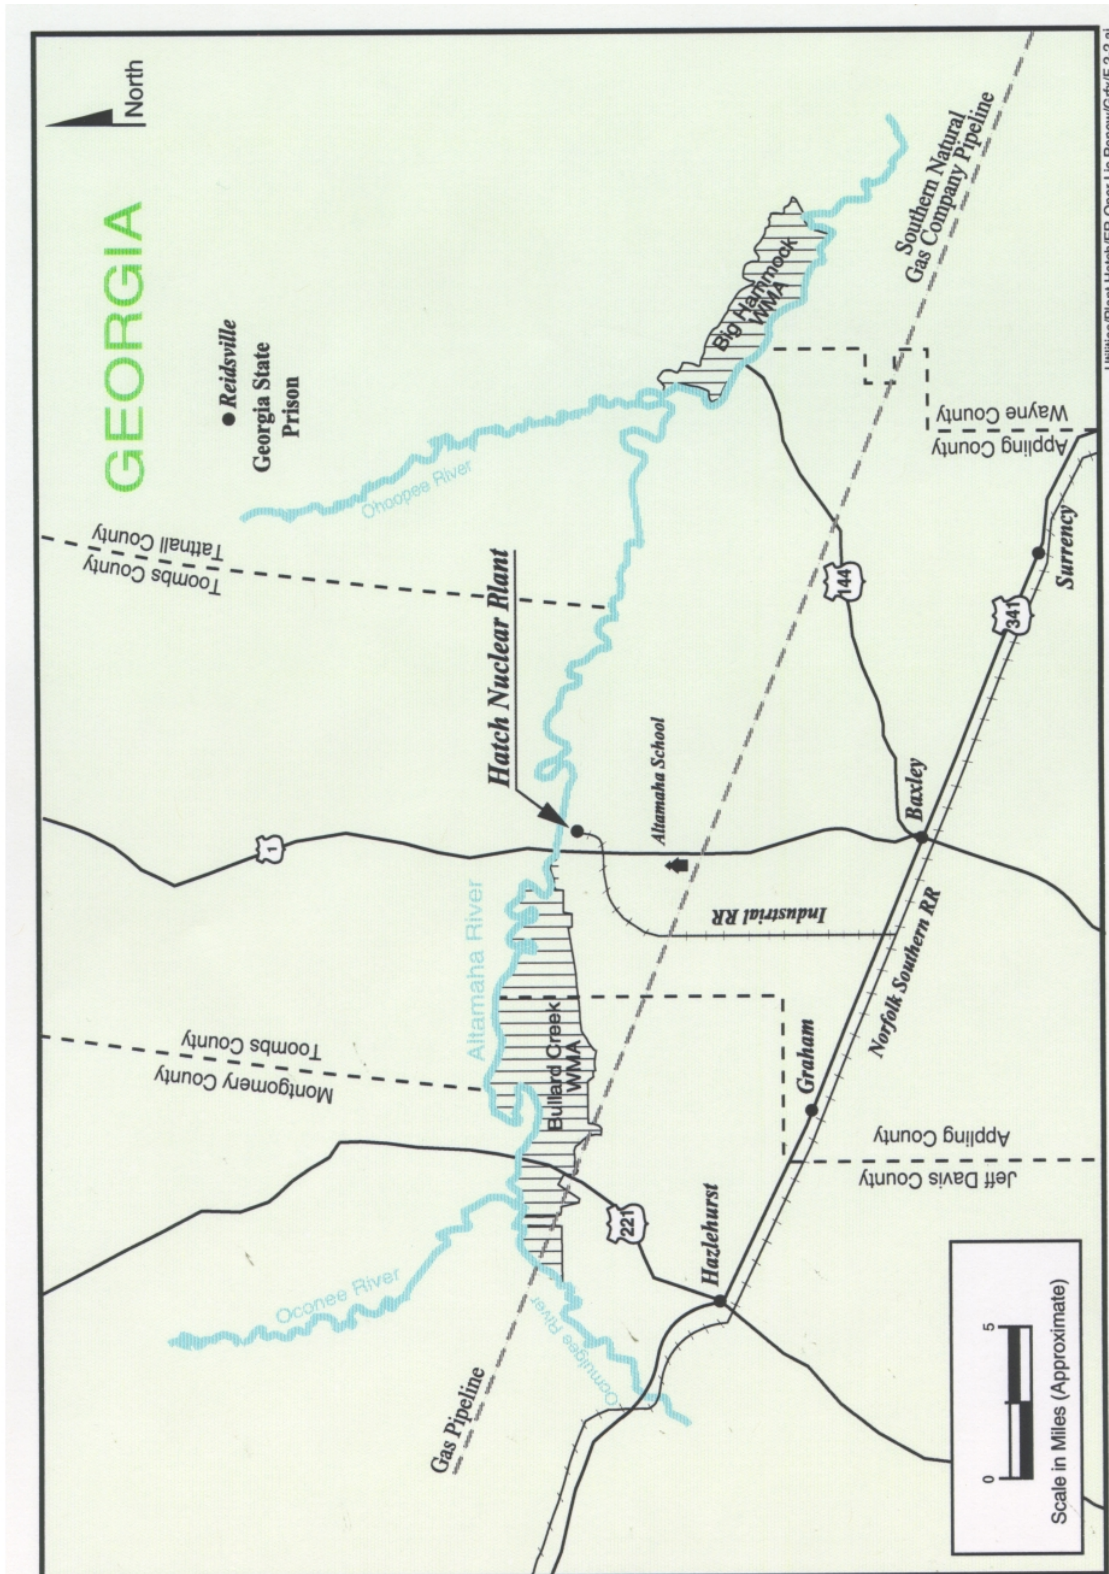 GEORGIA
North
Reidsville
Georgia State
Prison
Tattnall County
Toombs County
Ohoopee River
Toombs County
Montgomery County
1
Hatch Nuclear Plant
Altamaha River
Oconee River
Big Hammock
WMA
Bullard Creek
WMA
Gas Pipeline
Ocmulgee River
Altamaha School
Industrial RR
221
144
Southern Natural
Gas Company Pipeline
Wayne County
Appling County
Hazlehurst
Graham
Baxley
Norfolk Southern RR
341
Surrency
Appling County
Jeff Davis County
0 5
Scale in Miles (Approximate)